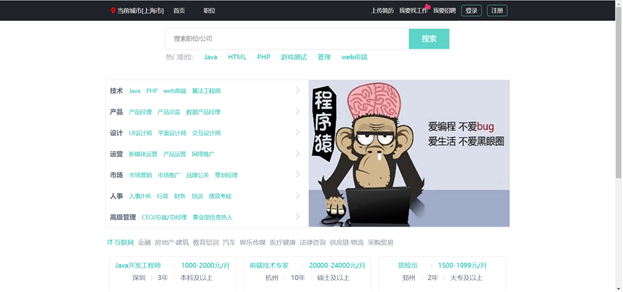 当前城市[上海市] 首页 职位 上传简历 我要找工作 我要招聘 登录 注册
搜索职位/公司 搜索
热门职位: Java HTML PHP 游戏测试 管理 web前端
技术 Java PHP web前端 算法工程师
产品 产品经理 产品总监 数据产品经理
设计 UI设计师 平面设计师 交互设计师
运营 新媒体运营 产品运营 网络推广
市场 市场营销 市场推广 品牌公关 策划经理
人事 人事/HR 行政 财务 培训 绩效考核
高级管理 CEO/总裁/总经理 事业部负责人
程序猿
爱编程 不爱bug
爱生活 不爱黑眼圈
IT 互联网 金融 房地产·建筑 教育培训 汽车 娱乐传媒 医疗健康 法律咨询 供应链·物流 采购贸易
Java开发工程师 1000-2000元/月 前端技术专家 20000-24000元/月 质检员 1500-1999元/月
深圳 3年 本科及以上 杭州 10年 硕士及以上 郑州 2年 大专及以上